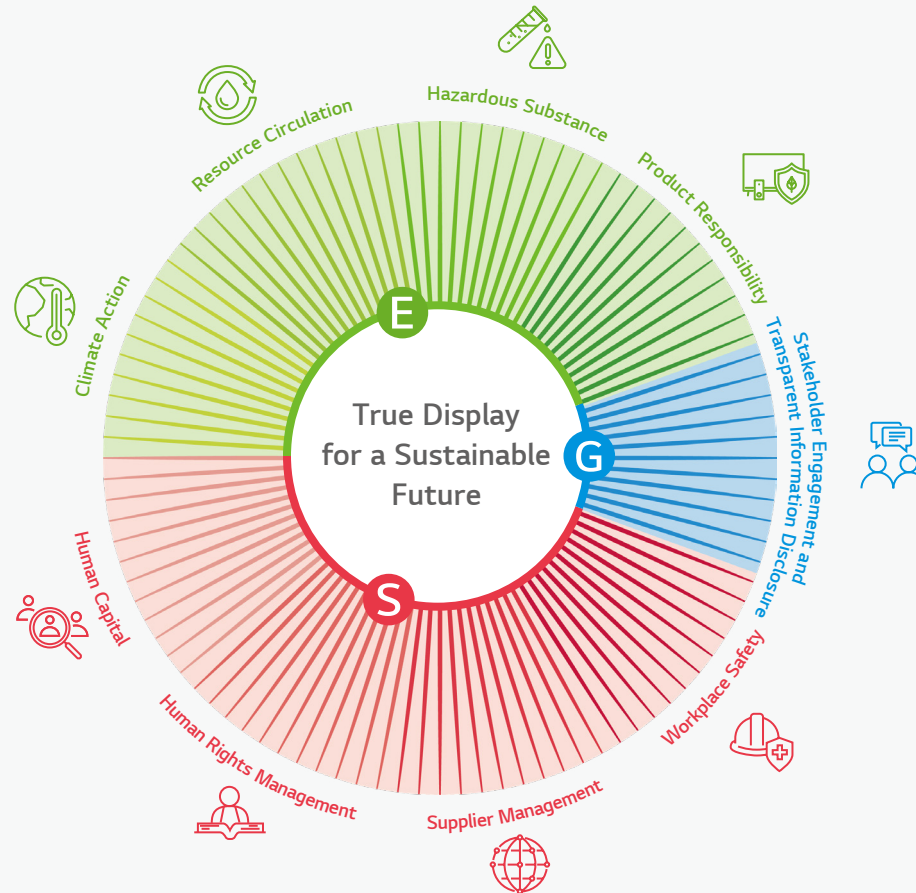 Hazardous Substance
Resource Circulation
Product Responsibility
Climate Action
E
Stakeholder Engagement and
Transparent Information Disclosure
True Display
for a Sustainable
Future
G
Human Capital
S
Workplace Safety
Human Rights Management
Supplier Management